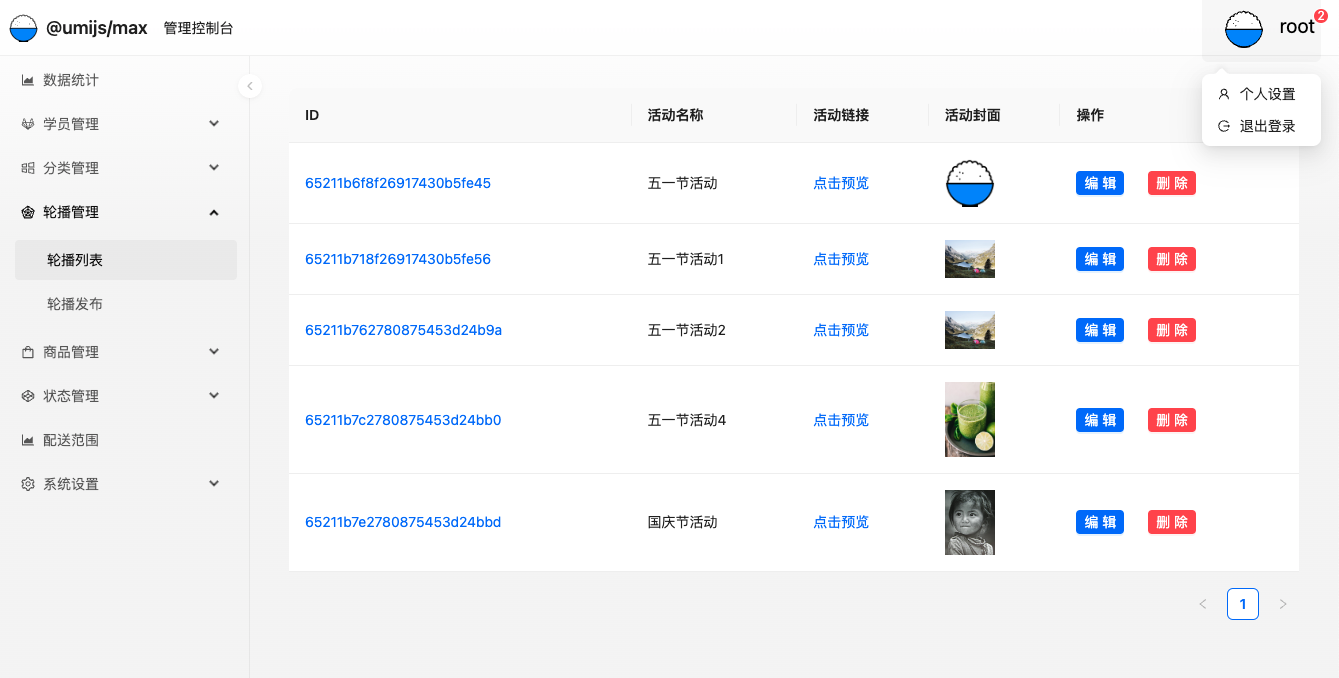 @umijs/max 管理控制台
root 2
个人设置
退出登录
数据统计
学员管理
分类管理
轮播管理
轮播列表
轮播发布
商品管理
状态管理
配送范围
系统设置
ID 活动名称 活动链接 活动封面 操作
65211b6f8f26917430b5fe45 五一节活动 点击预览 编 辑 删 除
65211b718f26917430b5fe56 五一节活动1 点击预览 编 辑 删 除
65211b762780875453d24b9a 五一节活动2 点击预览 编 辑 删 除
65211b7c2780875453d24bb0 五一节活动4 点击预览 编 辑 删 除
65211b7e2780875453d24bbd 国庆节活动 点击预览 编 辑 删 除
1